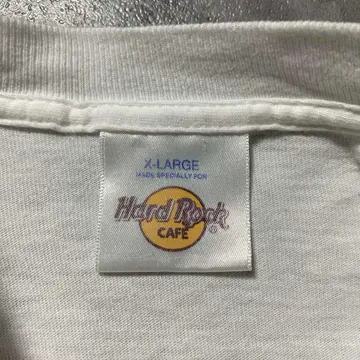 X-LARGE
MADE SPECIALLY FOR
Hard Rock
CAFE
®